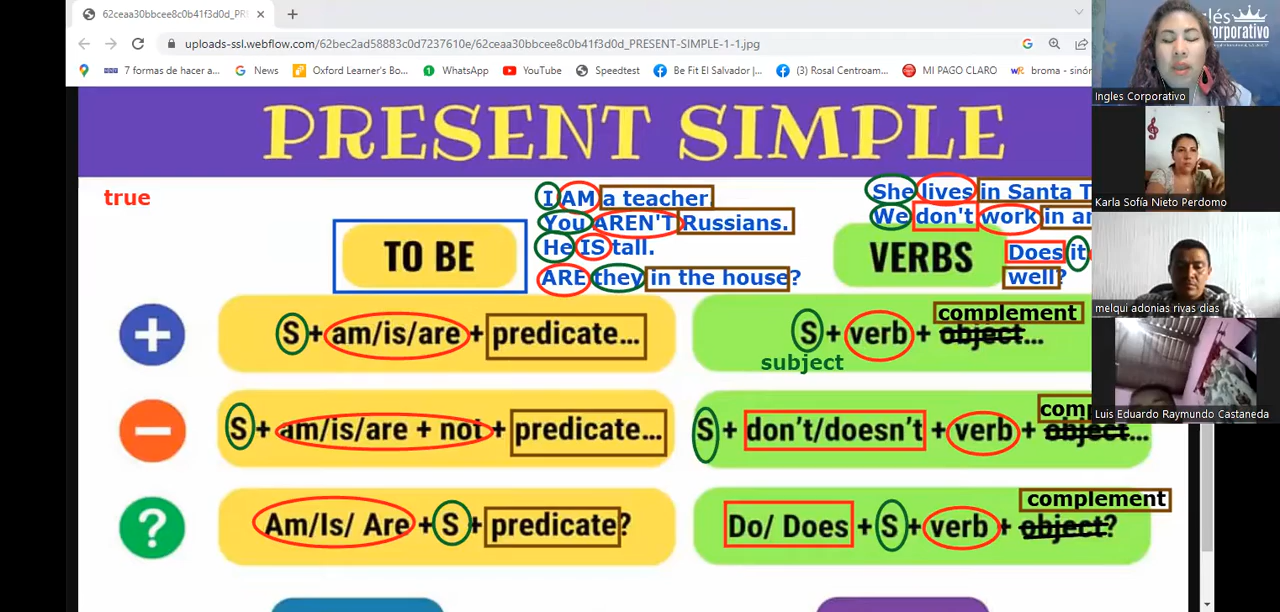 62ceaa30bbcee8c0b41f3d0d_PRE
uploads-ssl.webflow.com/62bec2ad58883c0d7237610e/62ceaa30bbcee8c0b41f3d0d_PRESENT-SIMPLE-1-1.jpg
7 formas de hacer a... News Oxford Learner's Bo... WhatsApp YouTube Speedtest Be Fit El Salvador |... (3) Rosal Centroam... MI PAGO CLARO broma - sinón
PRESENT SIMPLE
true
I AM a teacher.
You AREN'T Russians.
He IS tall.
ARE they in the house?
She lives in Santa T
We don't work in an
Does it
well?
TO BE
VERBS
S + am/is/are + predicate...
complement
S + verb + object...
subject
S + am/is/are + not + predicate...
comp
S + don't/doesn't + verb + object...
Am/Is/ Are + S + predicate?
complement
Do/ Does + S + verb + object?
glés
corporativo
Ingles Corporativo
Karla Sofía Nieto Perdomo
melqui adonias rivas dias
Luis Eduardo Raymundo Castaneda